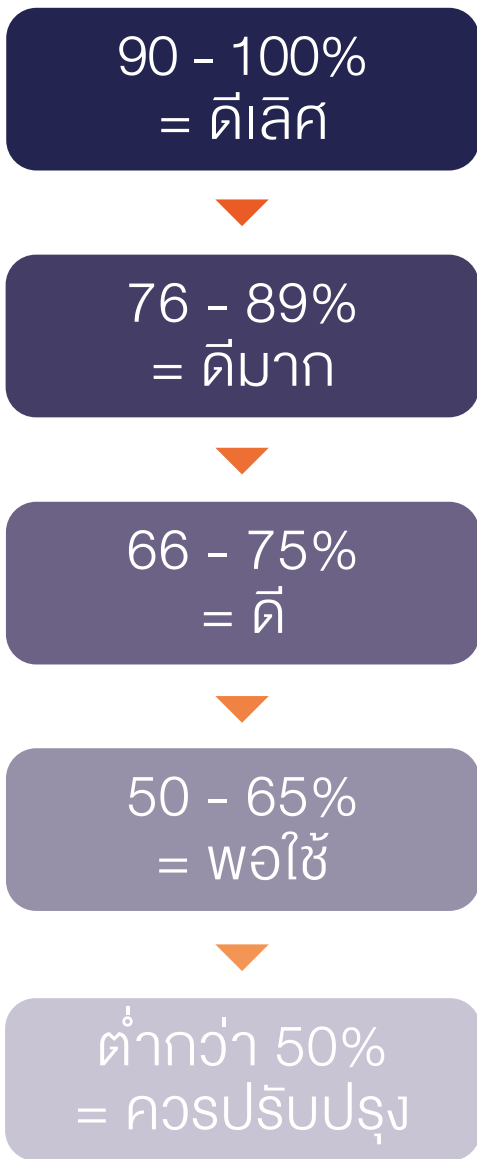 90 - 100%
= ดีเลิศ
76 - 89%
= ดีมาก
66 - 75%
= ดี
50 - 65%
= พอใช้
ต่ำกว่า 50%
= ควรปรับปรุง